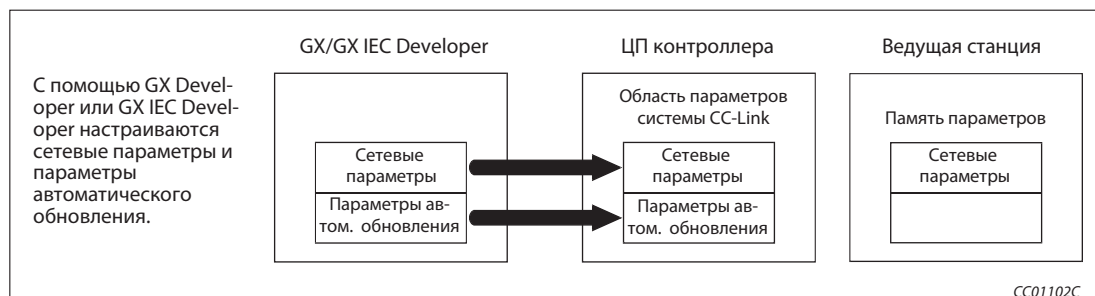 GX/GX IEC Developer
ЦП контроллера
Ведущая станция
С помощью GX Devel-
oper или GX IEC Devel-
oper настраиваются
сетевые параметры и
параметры
автоматического
обновления.
Область параметров
системы CC-Link
Память параметров
Сетевые
параметры
Параметры ав-
том. обновления
Сетевые
параметры
Параметры ав-
том. обновления
Сетевые
параметры
CC01102C